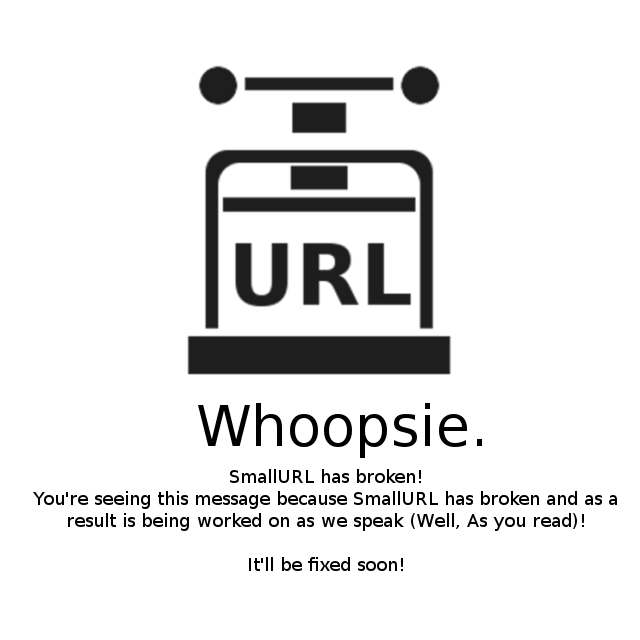 URL
Whoopsie.
SmallURL has broken!
You're seeing this message because SmallURL has broken and as a
result is being worked on as we speak (Well, As you read)!
It'll be fixed soon!